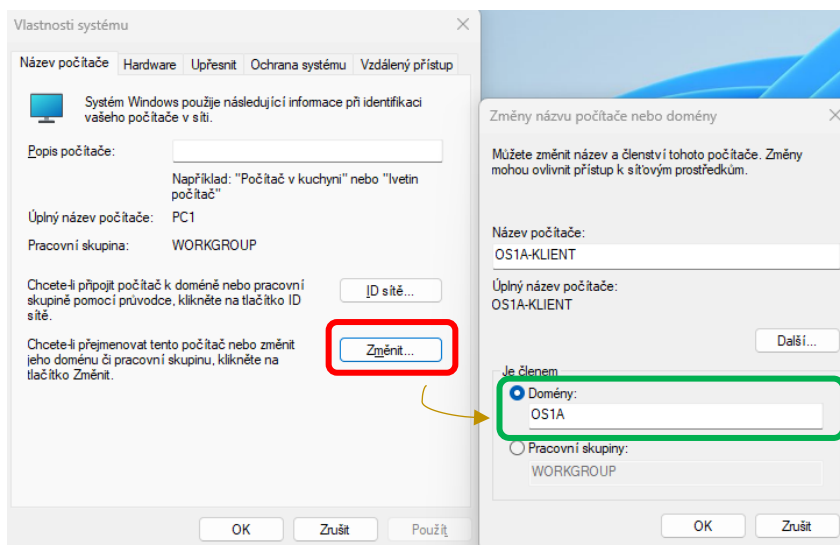 Vlastnosti systému
Název počítače Hardware Upřesnit Ochrana systému Vzdálený přístup
Systém Windows použije následující informace při identifikaci
vašeho počítače v síti.
Popis počítače:
Například: "Počítač v kuchyni" nebo "Ivetin
počítač"
Úplný název počítače: PC1
Pracovní skupina: WORKGROUP
Chcete-li připojit počítač k doméně nebo pracovní
skupině pomocí průvodce, klikněte na tlačítko ID
sítě.
ID sítě...
Chcete-li přejmenovat tento počítač nebo změnit
jeho doménu či pracovní skupinu, klikněte na
tlačítko Změnit.
Změnit...
OK Zrušit Použít
Změny názvu počítače nebo domény
Můžete změnit název a členství tohoto počítače. Změny
mohou ovlivnit přístup k síťovým prostředkům.
Název počítače:
OS1A-KLIENT
Úplný název počítače:
OS1A-KLIENT
Další...
Je členem
Domény:
OS1A
Pracovní skupiny:
WORKGROUP
OK Zrušit